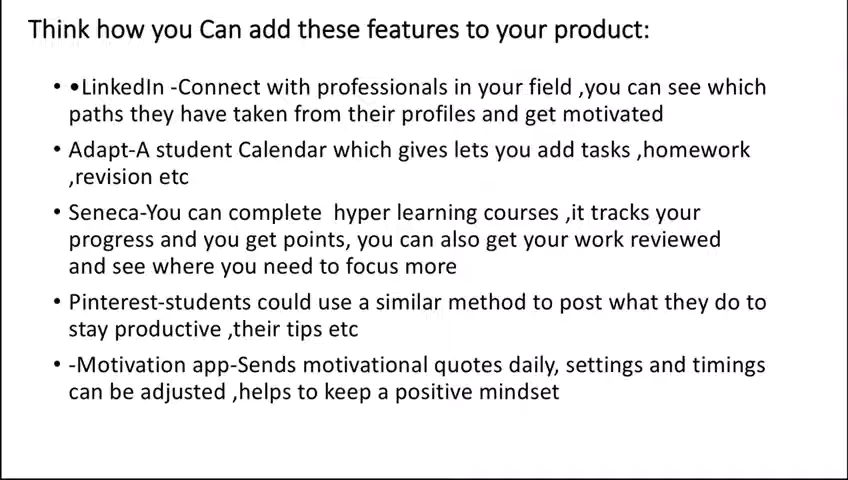 Think how you Can add these features to your product:
• •LinkedIn -Connect with professionals in your field ,you can see which
paths they have taken from their profiles and get motivated
• Adapt-A student Calendar which gives lets you add tasks ,homework
,revision etc
• Seneca-You can complete  hyper learning courses ,it tracks your
progress and you get points, you can also get your work reviewed
and see where you need to focus more
• Pinterest-students could use a similar method to post what they do to
stay productive ,their tips etc
• -Motivation app-Sends motivational quotes daily, settings and timings
can be adjusted ,helps to keep a positive mindset